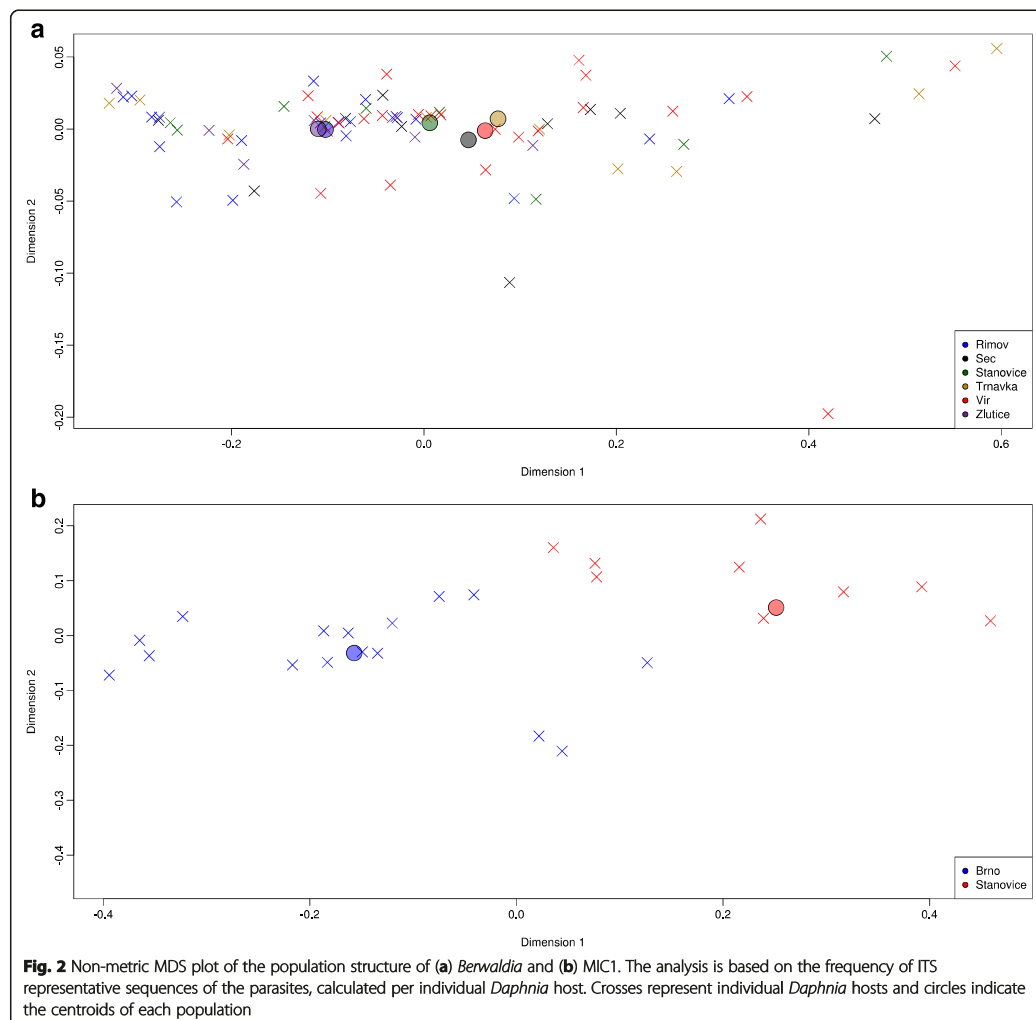 a
0.05
0.00
-0.05
-0.10
-0.15
-0.20
Dimension 2
-0.2
0.0
0.2
0.4
0.6
Dimension 1
Rimov
Sec
Stanovice
Trnavka
Vir
Zlutice
b
0.2
0.1
0.0
-0.1
-0.2
-0.3
-0.4
Dimension 2
-0.4
-0.2
0.0
0.2
0.4
Dimension 1
Brno
Stanovice
Fig. 2 Non-metric MDS plot of the population structure of (a) Berwaldia and (b) MIC1. The analysis is based on the frequency of ITS
representative sequences of the parasites, calculated per individual Daphnia host. Crosses represent individual Daphnia hosts and circles indicate
the centroids of each population